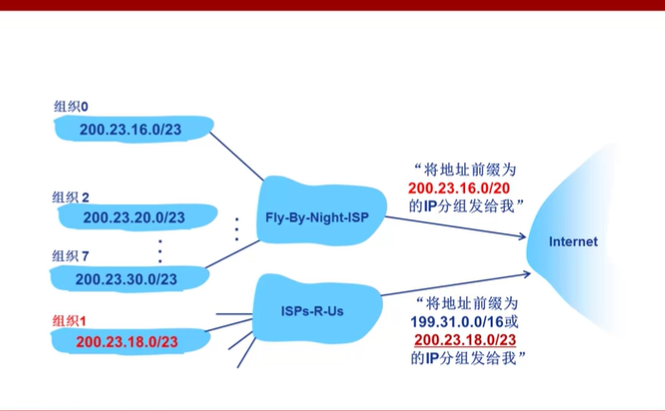 组织0
200.23.16.0/23
组织 2
200.23.20.0/23
组织 7
200.23.30.0/23
组织1
200.23.18.0/23
Fly-By-Night-ISP
ISPs-R-Us
“将地址前缀为
200.23.16.0/20
的IP分组发给我”
“将地址前缀为
199.31.0.0/16或
200.23.18.0/23
的IP分组发给我”
Internet